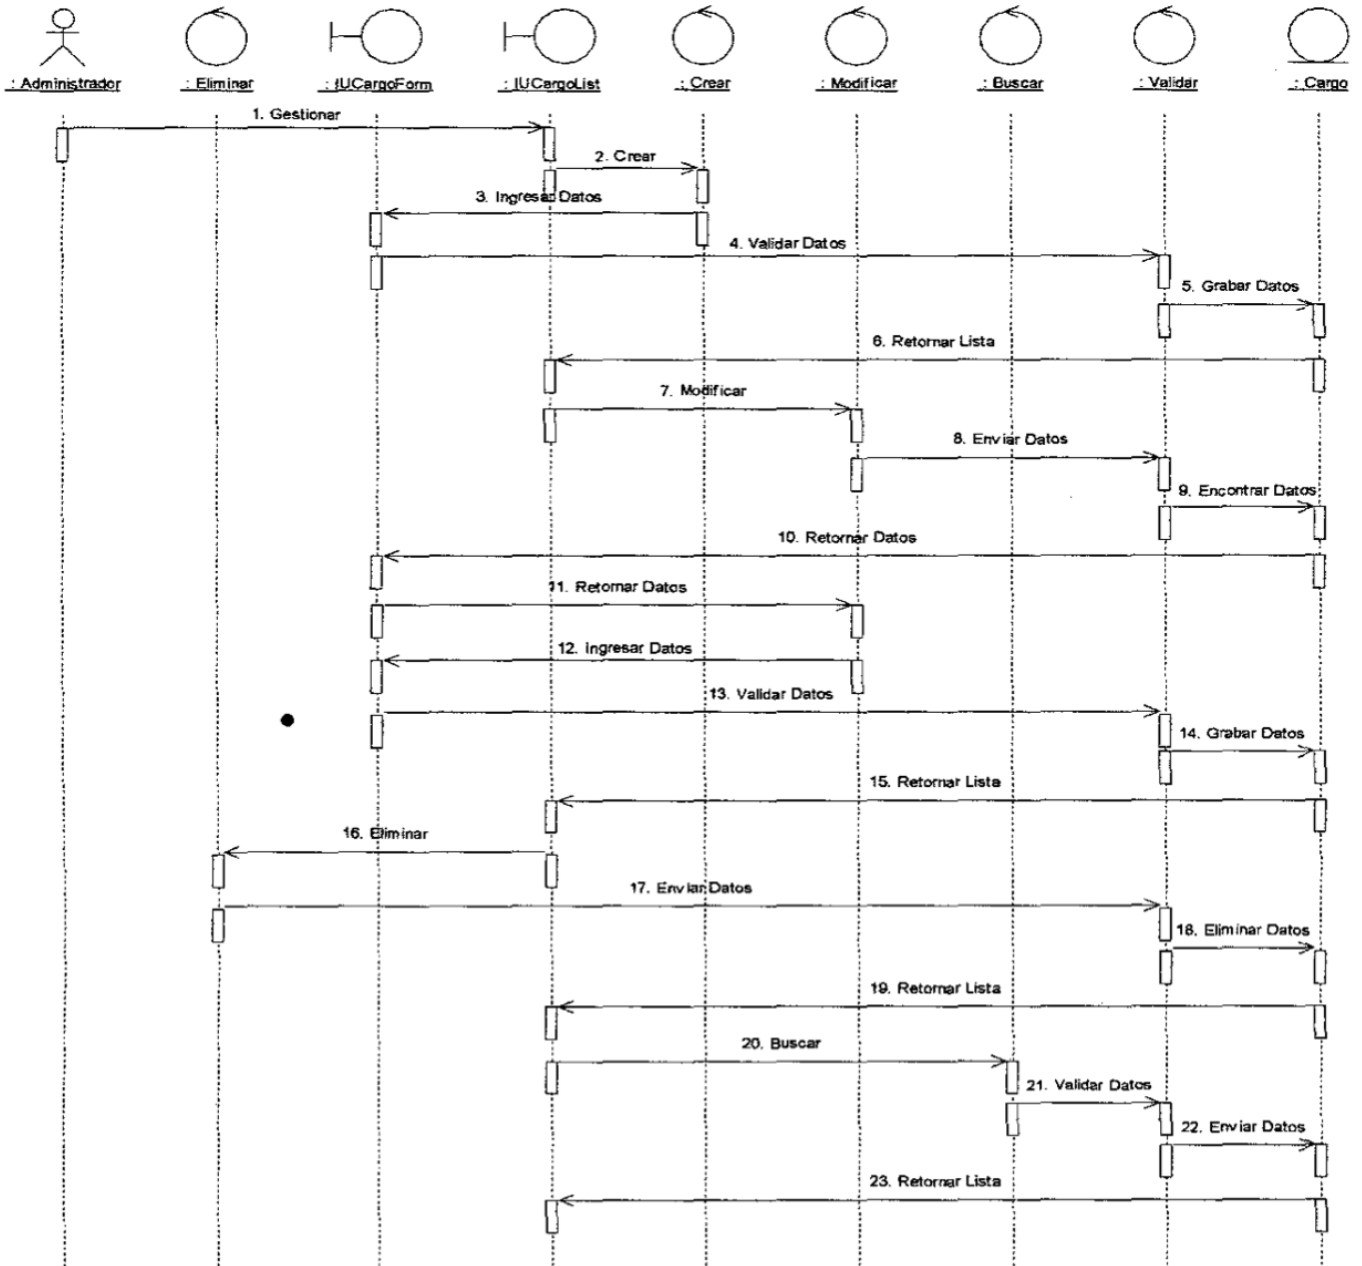 : Administrador
: Eliminar
: IUCargoForm
: IUCargoList
: Crear
: Modificar
: Buscar
: Validar
: Cargo
1. Gestionar
2. Crear
3. Ingresar Datos
4. Validar Datos
5. Grabar Datos
6. Retornar Lista
7. Modificar
8. Enviar Datos
9. Encontrar Datos
10. Retornar Datos
11. Retornar Datos
12. Ingresar Datos
13. Validar Datos
14. Grabar Datos
15. Retornar Lista
16. Eliminar
17. Enviar Datos
18. Eliminar Datos
19. Retornar Lista
20. Buscar
21. Validar Datos
22. Enviar Datos
23. Retornar Lista